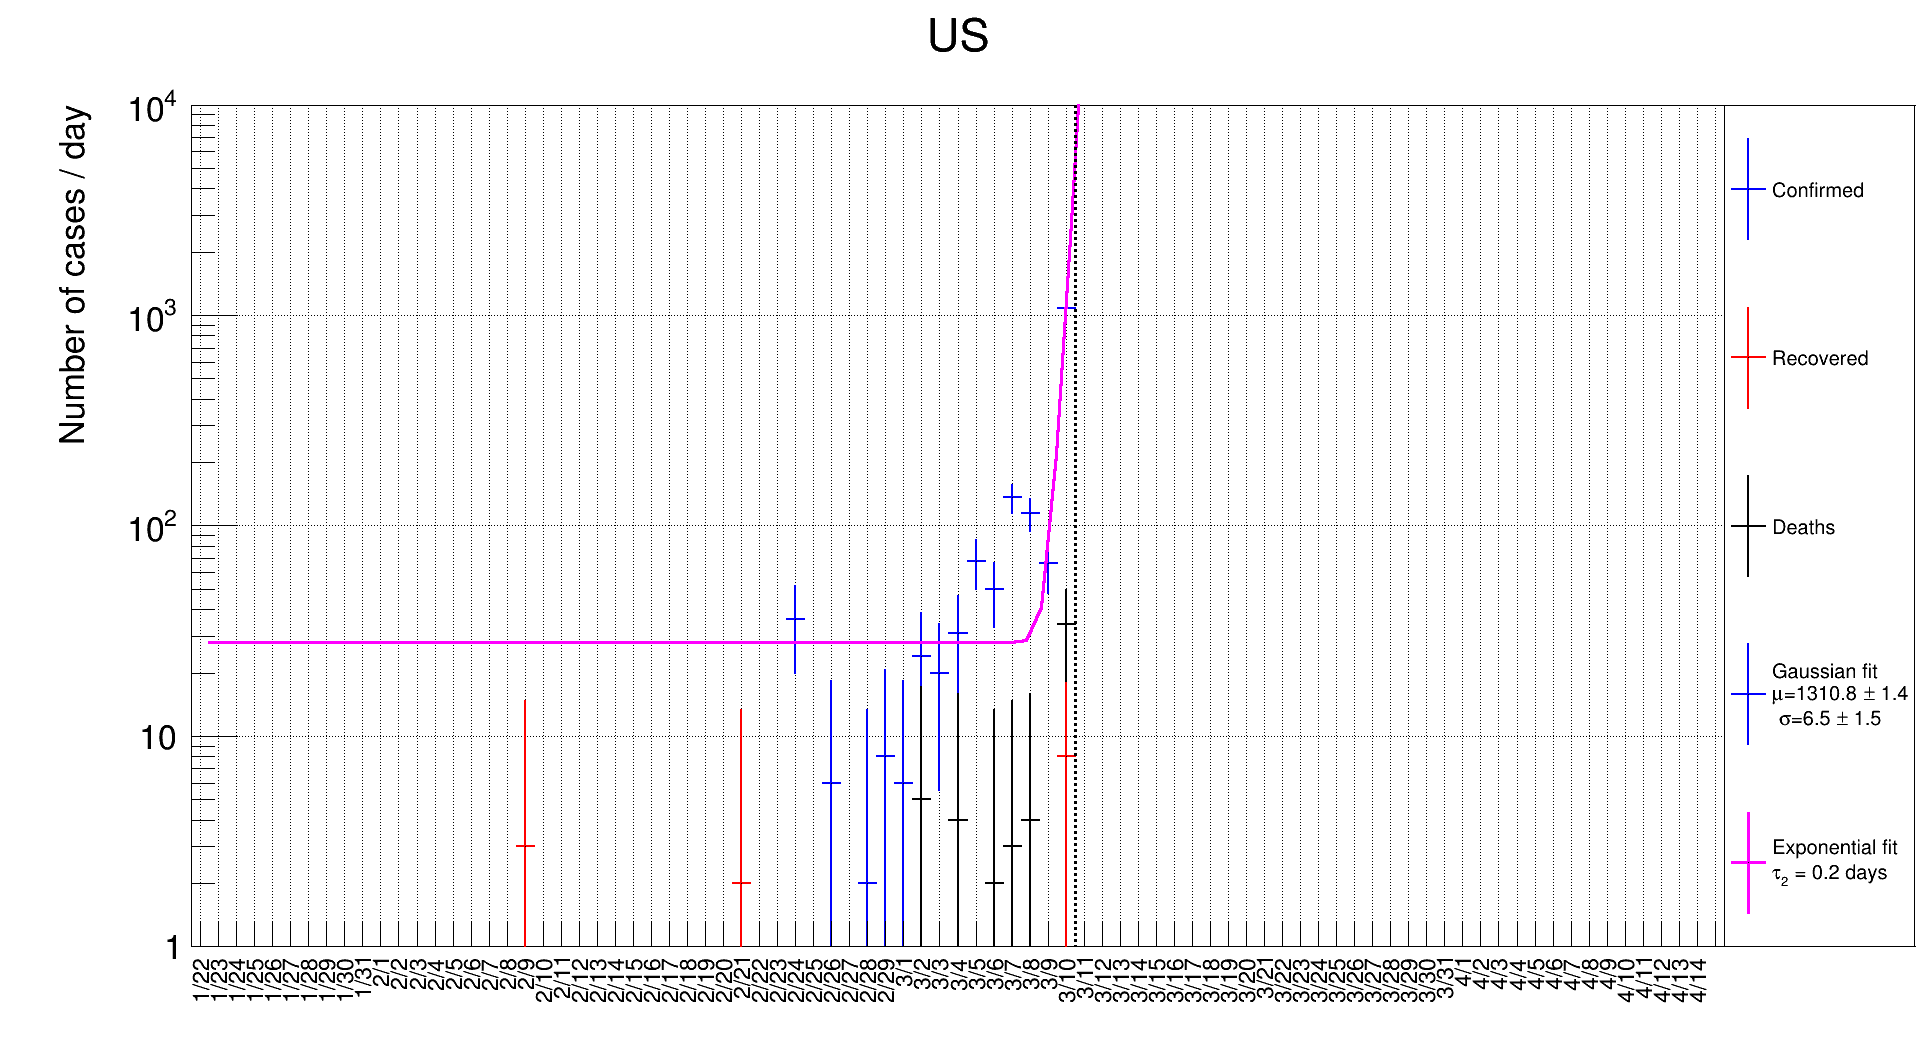 US
Number of cases / day
10⁴
10³
10²
10
1
1/22 1/23 1/24 1/25 1/26 1/27 1/28 1/29 1/30 1/31 2/1 2/2 2/3 2/4 2/5 2/6 2/7 2/8 2/9 2/10 2/11 2/12 2/13 2/14 2/15 2/16 2/17 2/18 2/19 2/20 2/21 2/22 2/23 2/24 2/25 2/26 2/27 2/28 2/29 3/1 3/2 3/3 3/4 3/5 3/6 3/7 3/8 3/9 3/10 3/11 3/12 3/13 3/14 3/15 3/16 3/17 3/18 3/19 3/20 3/21 3/22 3/23 3/24 3/25 3/26 3/27 3/28 3/29 3/30 3/31 4/1 4/2 4/3 4/4 4/5 4/6 4/7 4/8 4/9 4/10 4/11 4/12 4/13 4/14
Confirmed
Recovered
Deaths
Gaussian fit
μ=1310.8 ± 1.4
σ=6.5 ± 1.5
Exponential fit
τ₂ = 0.2 days